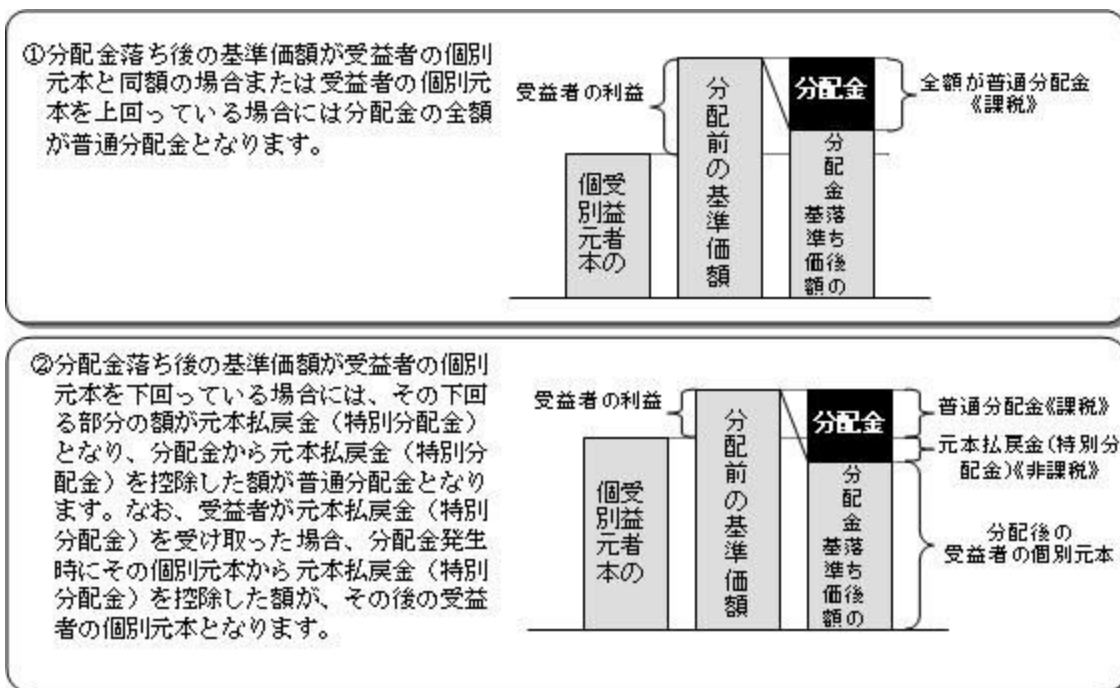 ①分配金落ち後の基準価額が受益者の個別
元本と同額の場合または受益者の個別元
本を上回っている場合には分配金の全額
が普通分配金となります。
受益者の利益
個別元本
受益者の
分配前の基準価額
分配金
分配金落ち後の
基準価額
全額が普通分配金
《課税》
②分配金落ち後の基準価額が受益者の個別
元本を下回っている場合には、その下回
る部分の額が元本払戻金（特別分配金）
となり、分配金から元本払戻金（特別分
配金）を控除した額が普通分配金となり
ます。なお、受益者が元本払戻金（特別
分配金）を受け取った場合、分配金発生
時にその個別元本から元本払戻金（特別
分配金）を控除した額が、その後の受益
者の個別元本となります。
受益者の利益
受益者の
個別元本
分配前の基準価額
分配金
分配金落ち後の
基準価額
普通分配金《課税》
元本払戻金(特別分
配金)《非課税》
分配後の
受益者の個別元本